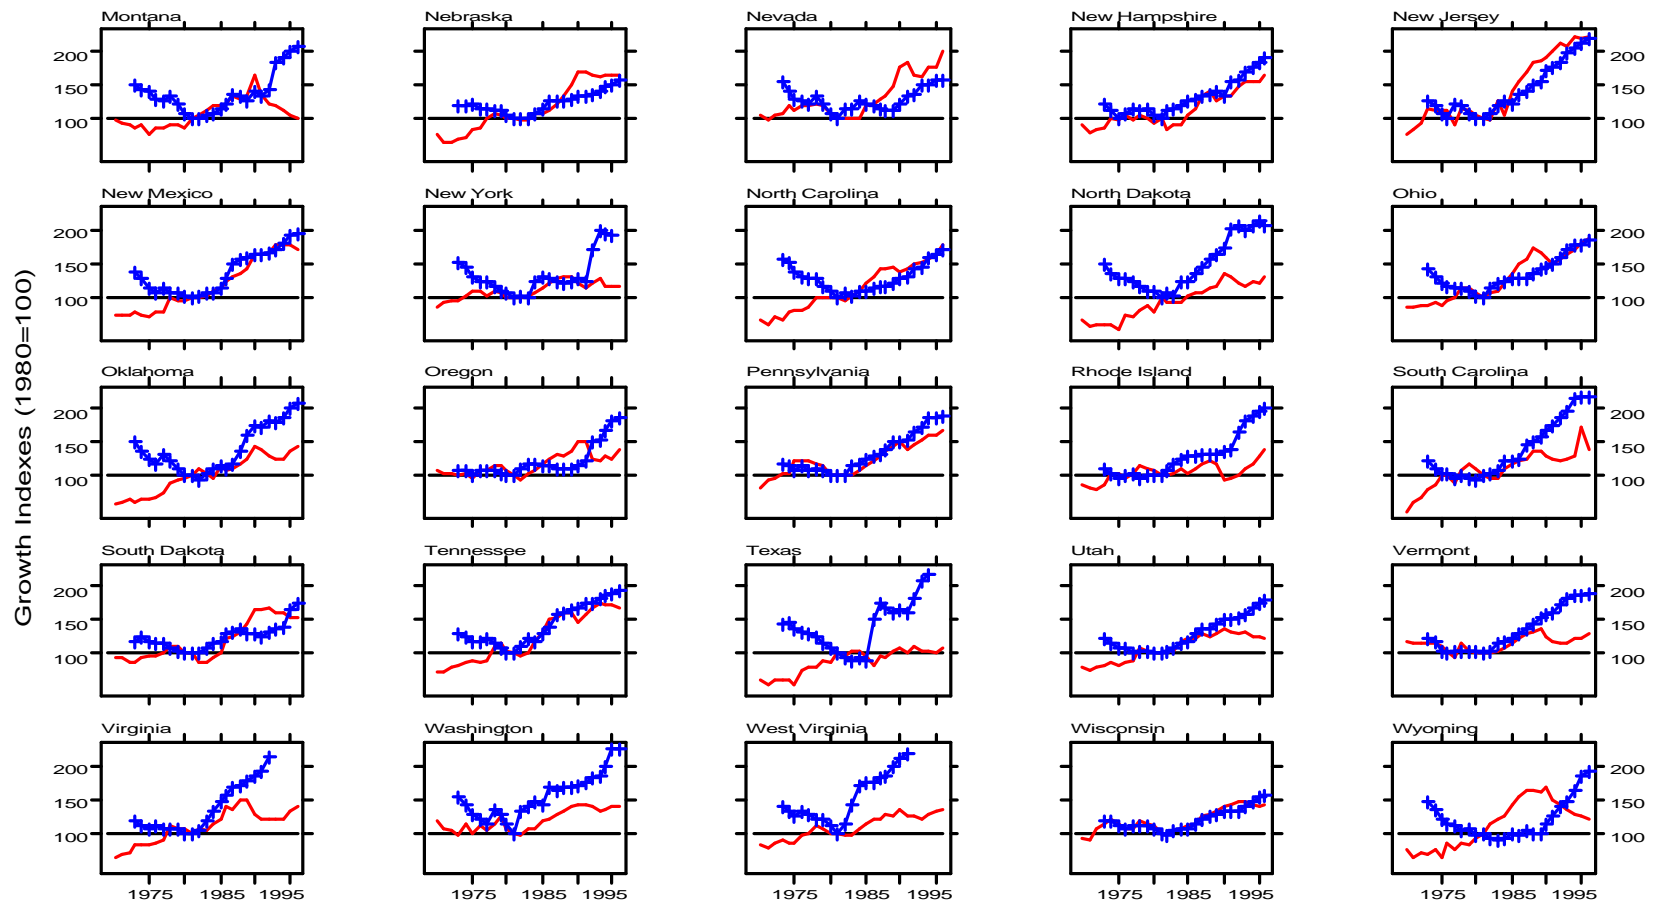 Montana Nebraska Nevada New Hampshire New Jersey
200 200
150 150
100 100
New Mexico New York North Carolina North Dakota Ohio
200 200
150 150
100 100
Growth Indexes (1980=100)
Oklahoma Oregon Pennsylvania Rhode Island South Carolina
200 200
150 150
100 100
South Dakota Tennessee Texas Utah Vermont
200 200
150 150
100 100
Virginia Washington West Virginia Wisconsin Wyoming
200 200
150 150
100 100
1975 1985 1995 1975 1985 1995 1975 1985 1995 1975 1985 1995 1975 1985 1995